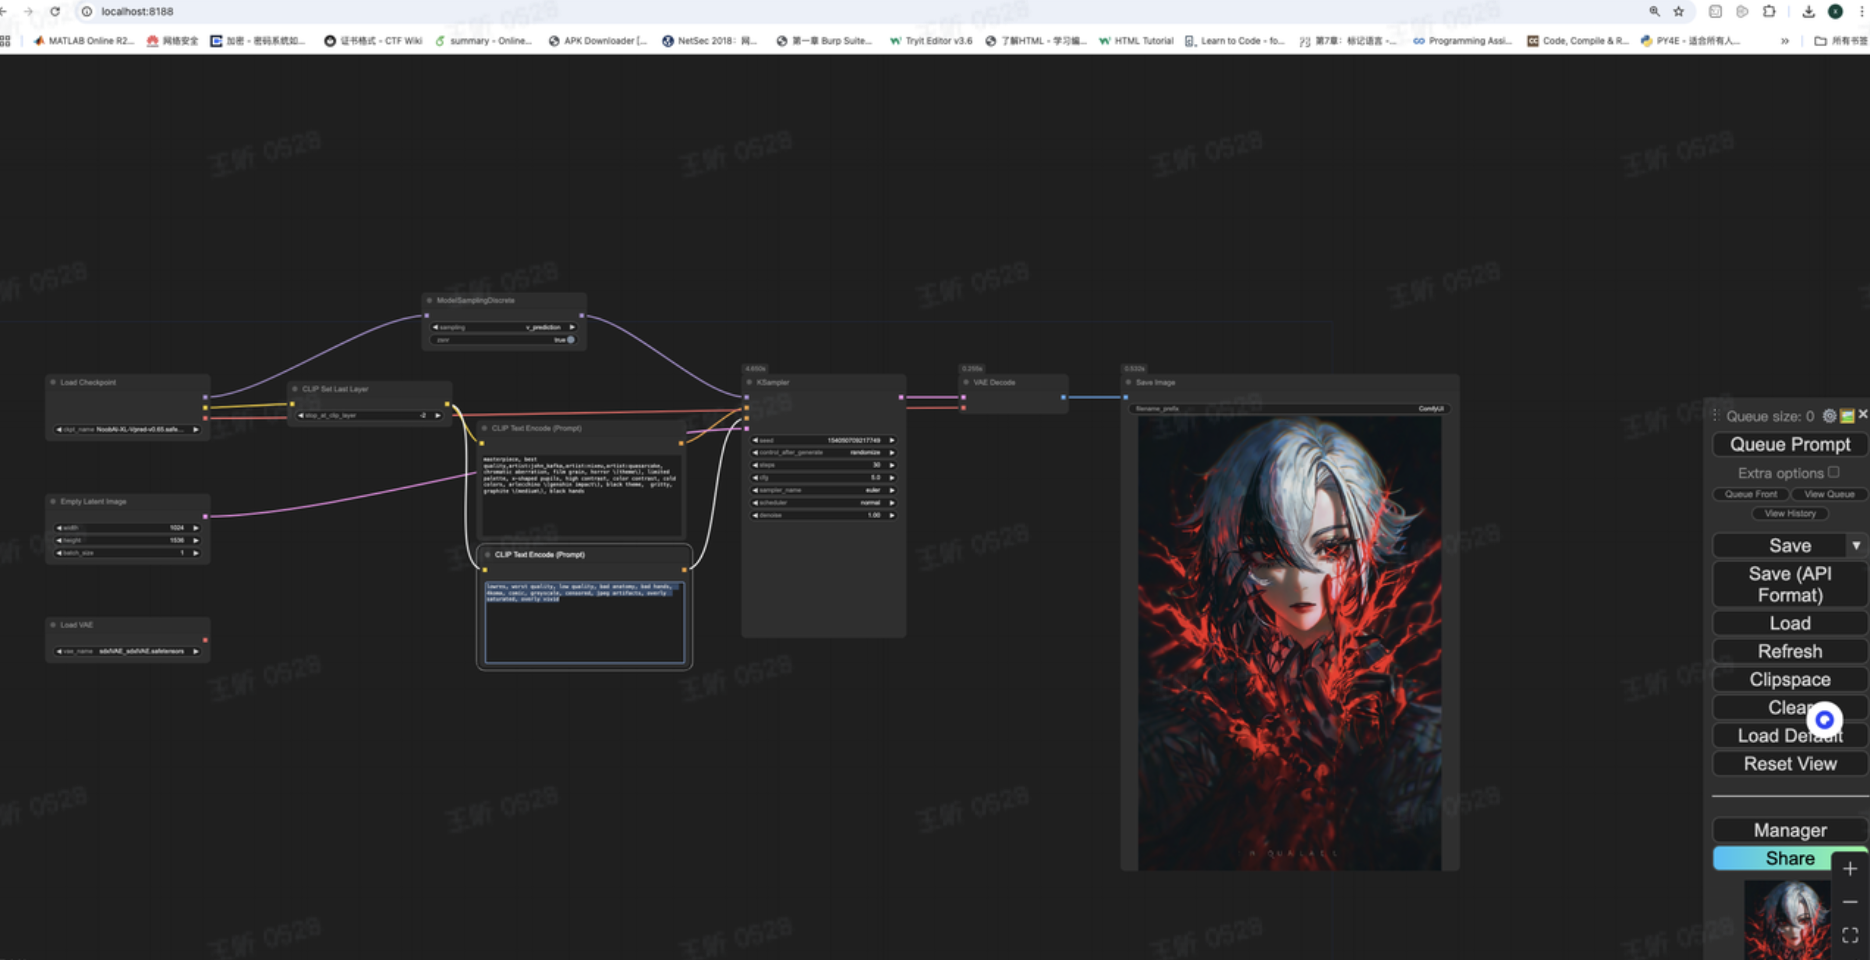 localhost:8188
MATLAB Online R2...
网络安全
加密 - 密码系统如...
证书格式 - CTF Wiki
summary - Online...
APK Downloader [...
NetSec 2018：网...
第一章 Burp Suite...
Tryit Editor v3.6
了解HTML - 学习编...
HTML Tutorial
Learn to Code - fo...
第7章：标记语言 -...
Programming Assi...
Code, Compile & R...
PY4E - 适合所有人...
»
所有书签
ModelSamplingDiscrete
sampling v_prediction
zsnr true
Load Checkpoint
ckpt_name NoobAI-XL-Vpred-v0.65.safe...
CLIP Set Last Layer
stop_at_clip_layer -2
CLIP Text Encode (Prompt)
masterpiece, best
quality,artist:john_kafka,artist:nixeu,artist:quasarcake,
chromatic aberration, film grain, horror \(theme\), limited
palette, x-shaped pupils, high contrast, color contrast, cold
colors, arlecchino \(genshin impact\), black theme, gritty,
graphite \(medium\), black hands
Empty Latent Image
width 1024
height 1536
batch_size 1
CLIP Text Encode (Prompt)
lowres, worst quality, low quality, bad anatomy, bad hands,
4koma, comic, greyscale, censored, jpeg artifacts, overly
saturated, overly vivid
Load VAE
vae_name sdxlVAE_sdxlVAE.safetensors
4.650s
KSampler
seed 154090709217749
control_after_generate randomize
steps 30
cfg 5.0
sampler_name euler
scheduler normal
denoise 1.00
0.255s
VAE Decode
0.532s
Save Image
filename_prefix ComfyUI
Queue size: 0
Queue Prompt
Extra options
Queue Front
View Queue
View History
Save
Save (API
Format)
Load
Refresh
Clipspace
Clear
Load Default
Reset View
Manager
Share
王昕 0528